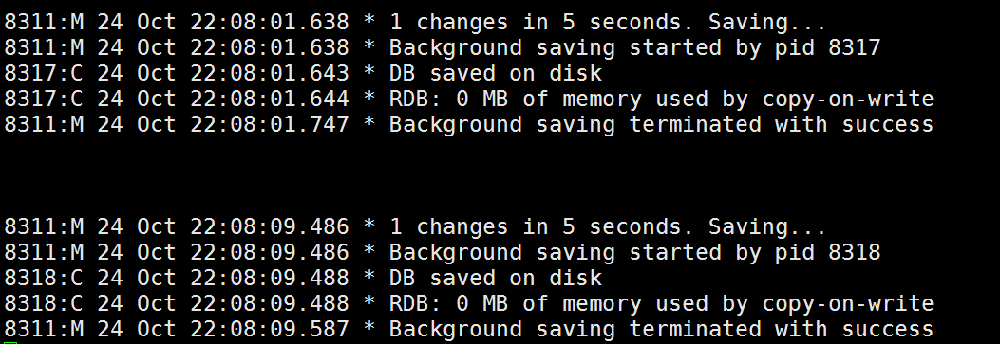 8311:M 24 Oct 22:08:01.638 * 1 changes in 5 seconds. Saving...
8311:M 24 Oct 22:08:01.638 * Background saving started by pid 8317
8317:C 24 Oct 22:08:01.643 * DB saved on disk
8317:C 24 Oct 22:08:01.644 * RDB: 0 MB of memory used by copy-on-write
8311:M 24 Oct 22:08:01.747 * Background saving terminated with success
8311:M 24 Oct 22:08:09.486 * 1 changes in 5 seconds. Saving...
8311:M 24 Oct 22:08:09.486 * Background saving started by pid 8318
8318:C 24 Oct 22:08:09.488 * DB saved on disk
8318:C 24 Oct 22:08:09.488 * RDB: 0 MB of memory used by copy-on-write
8311:M 24 Oct 22:08:09.587 * Background saving terminated with success